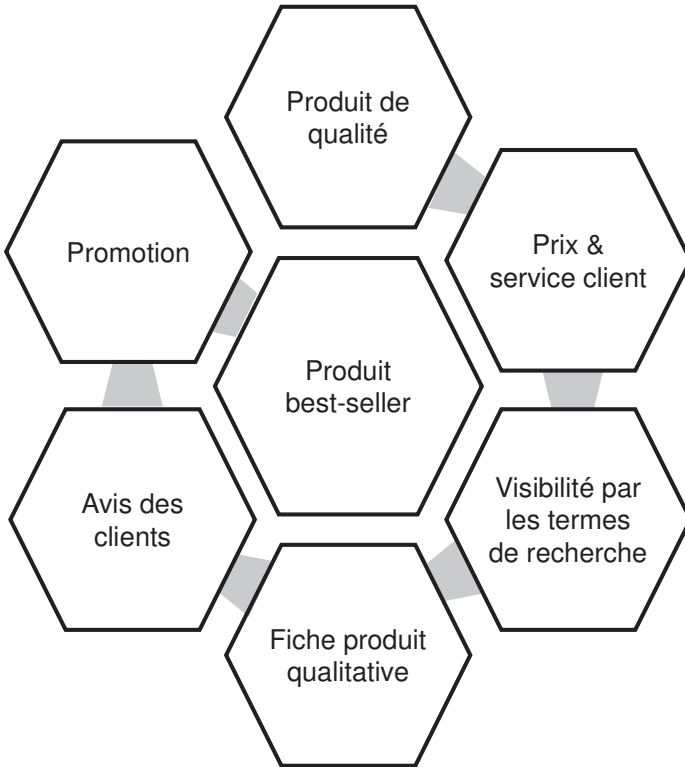 Produit de
qualité
Promotion
Prix &
service client
Produit
best-seller
Avis des
clients
Visibilité par
les termes
de recherche
Fiche produit
qualitative